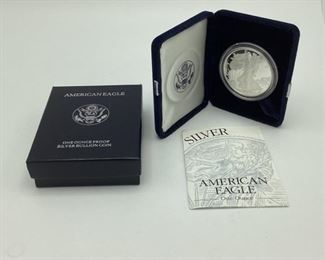 AMERICAN EAGLE
ONE OUNCE PROOF
SILVER BULLION COIN
SILVER
AMERICAN
EAGLE
One Ounce